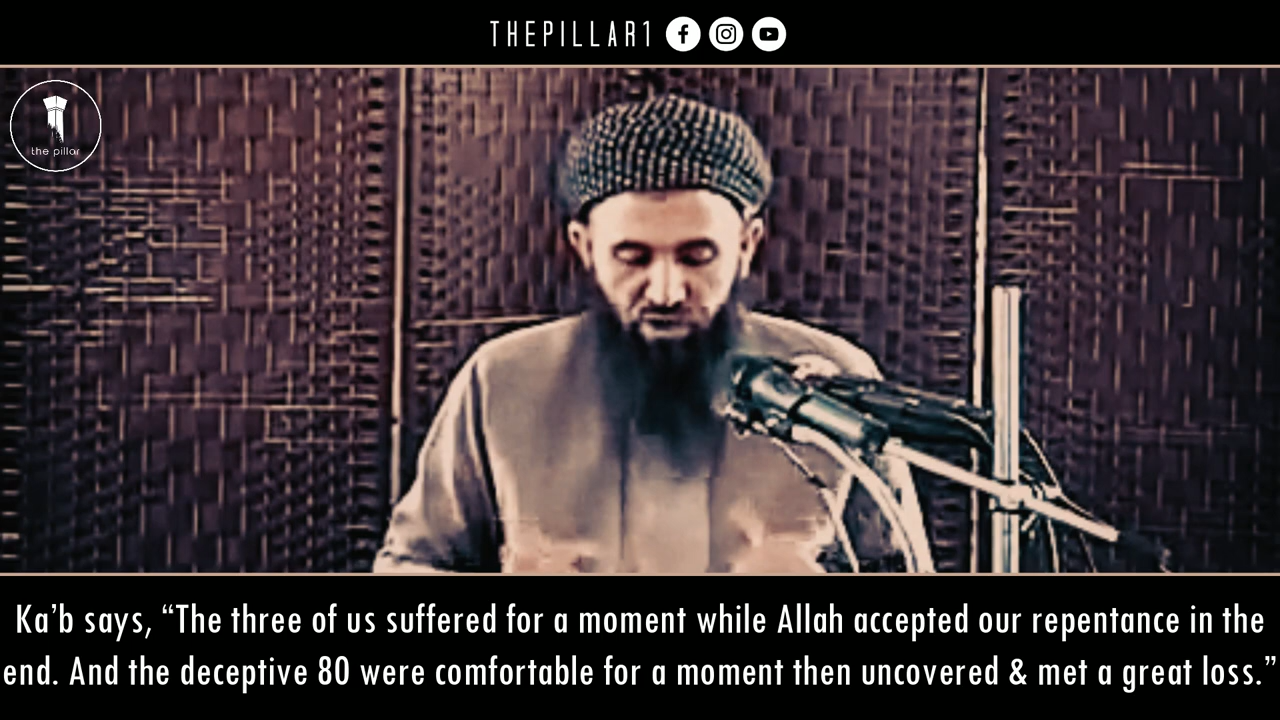 THEPILLAR1
the pillar
Ka’b says, “The three of us suffered for a moment while Allah accepted our repentance in the
end. And the deceptive 80 were comfortable for a moment then uncovered & met a great loss.”